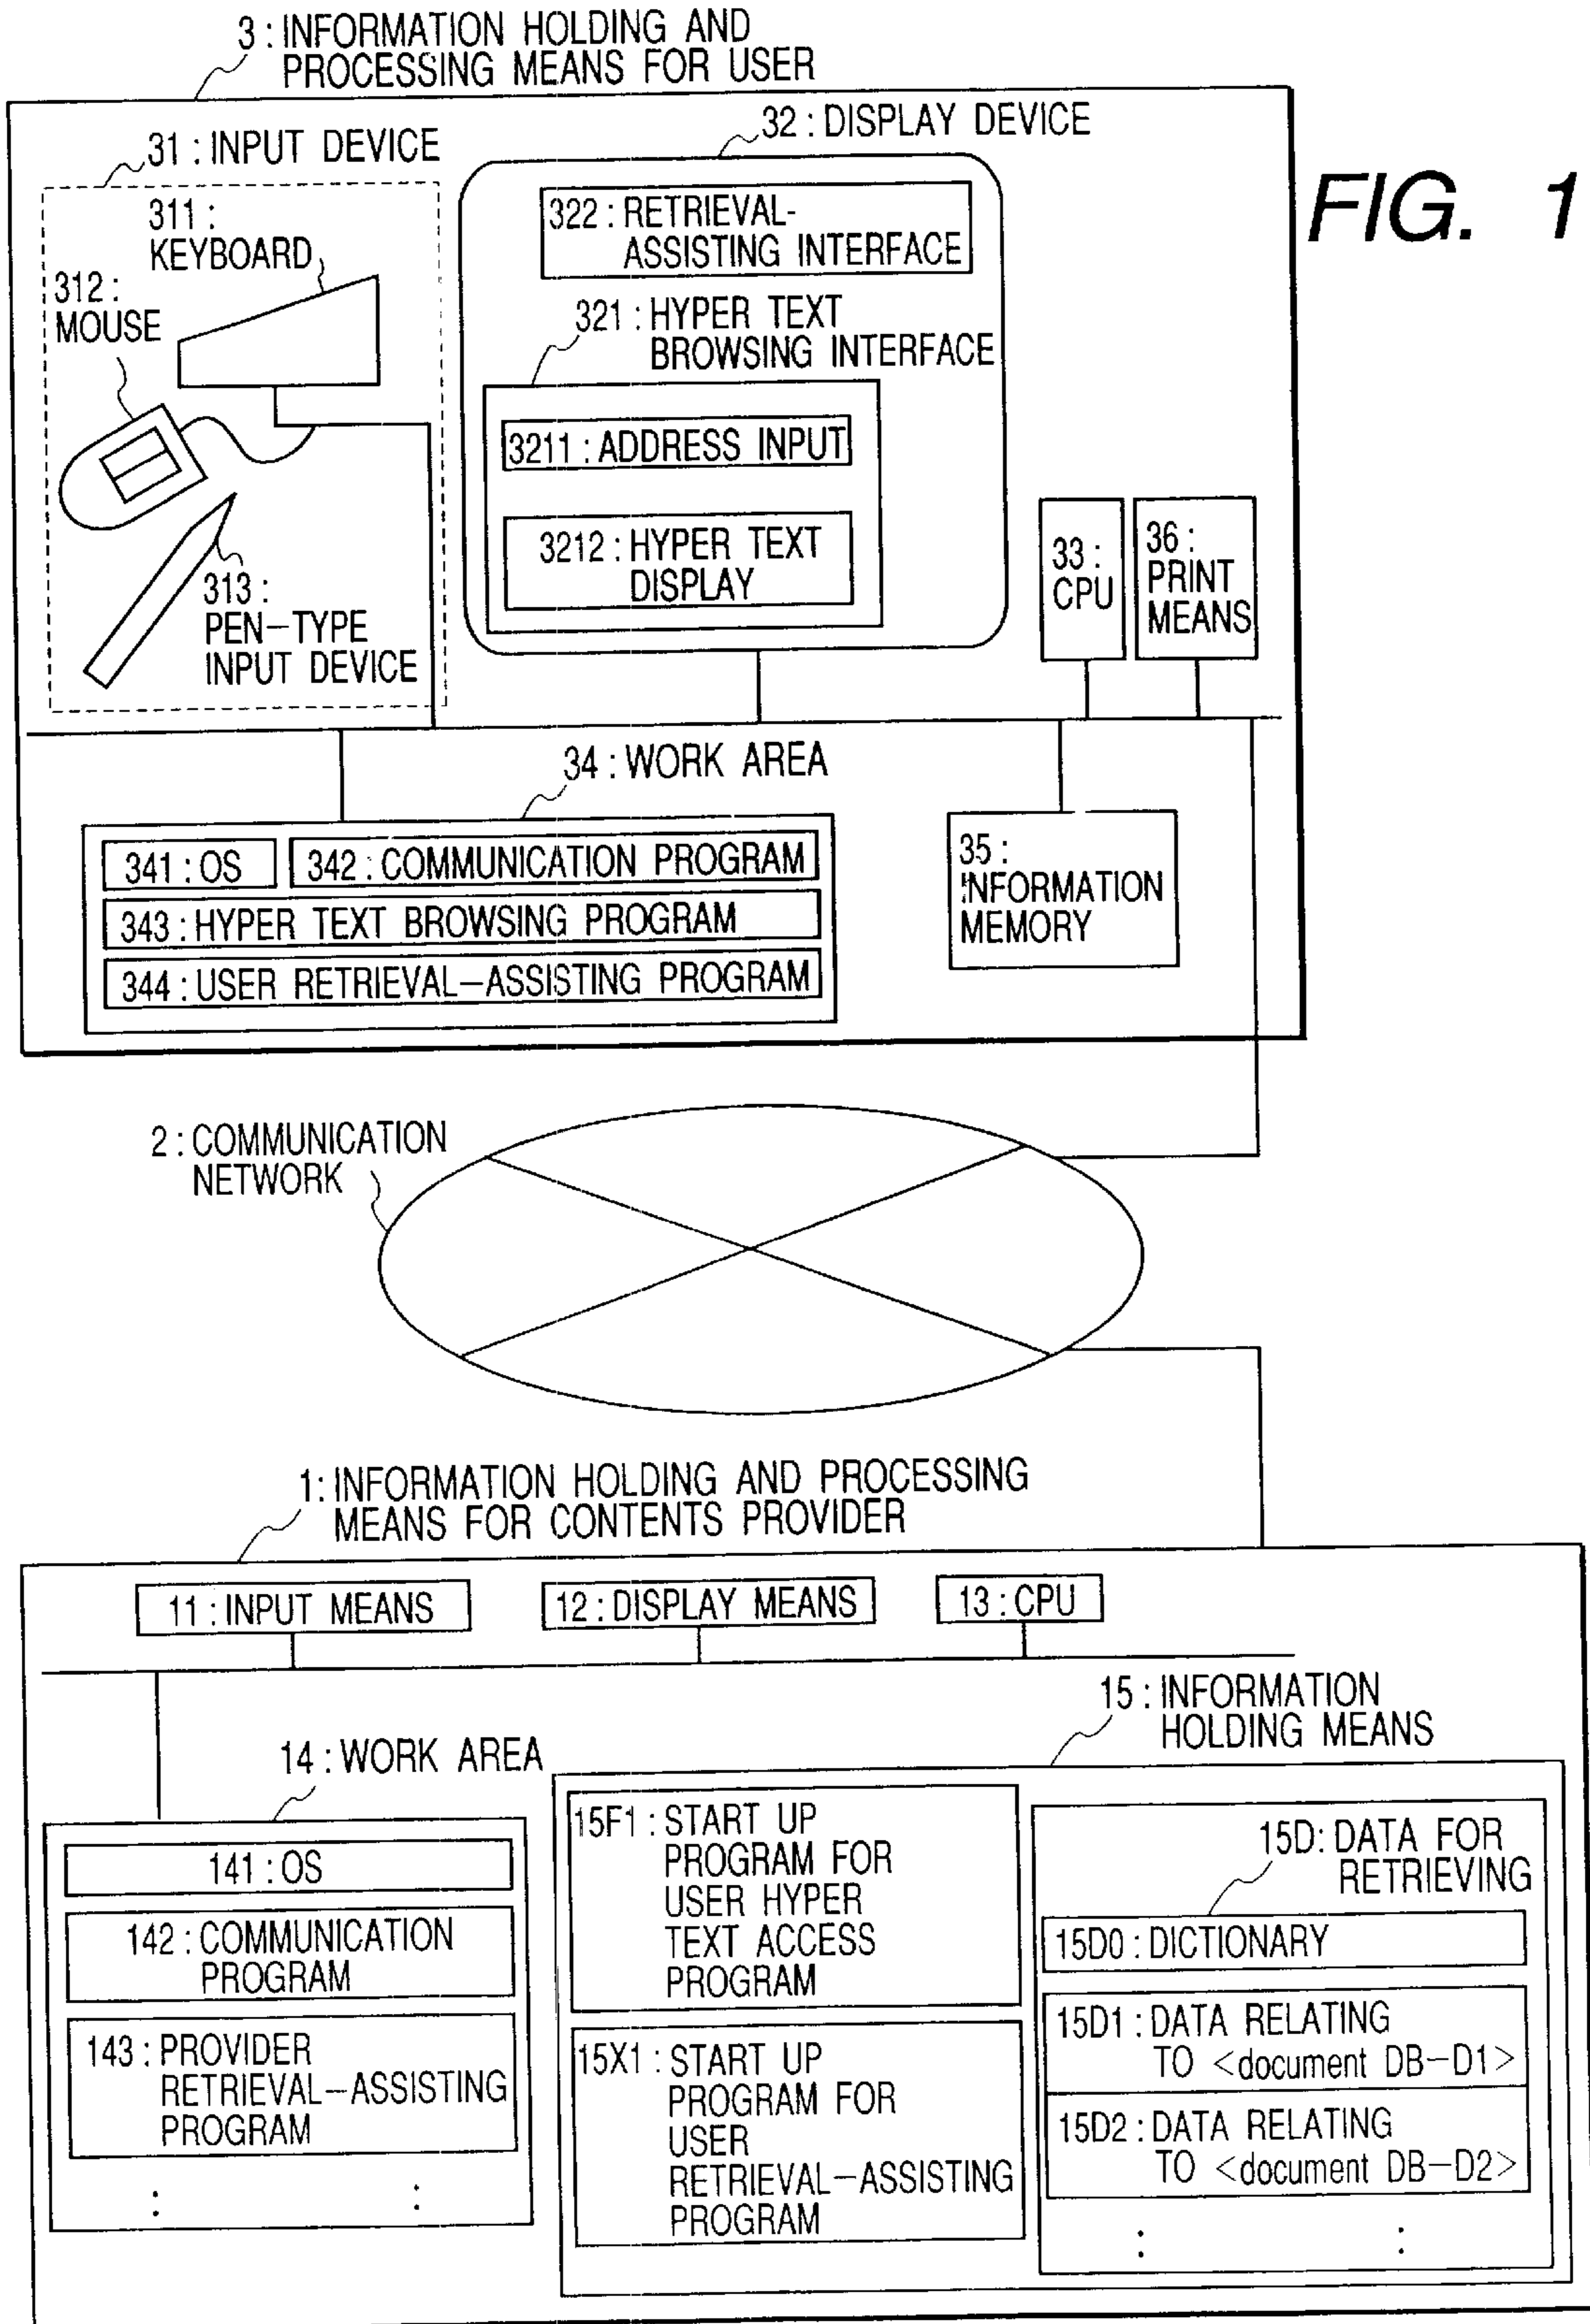 3 : INFORMATION HOLDING AND
PROCESSING MEANS FOR USER
FIG. 1
31 : INPUT DEVICE
311 :
KEYBOARD
312 :
MOUSE
313 :
PEN-TYPE
INPUT DEVICE
32 : DISPLAY DEVICE
322 : RETRIEVAL-
ASSISTING INTERFACE
321 : HYPER TEXT
BROWSING INTERFACE
3211 : ADDRESS INPUT
3212 : HYPER TEXT
DISPLAY
33 :
CPU
36 :
PRINT
MEANS
34 : WORK AREA
341 : OS
342 : COMMUNICATION PROGRAM
343 : HYPER TEXT BROWSING PROGRAM
344 : USER RETRIEVAL-ASSISTING PROGRAM
35 :
INFORMATION
MEMORY
2 : COMMUNICATION
NETWORK
1: INFORMATION HOLDING AND PROCESSING
MEANS FOR CONTENTS PROVIDER
11 : INPUT MEANS
12 : DISPLAY MEANS
13 : CPU
14 : WORK AREA
141 : OS
142 : COMMUNICATION
PROGRAM
143 : PROVIDER
RETRIEVAL-ASSISTING
PROGRAM
: :
15 : INFORMATION
HOLDING MEANS
15F1 : START UP
PROGRAM FOR
USER HYPER
TEXT ACCESS
PROGRAM
15X1 : START UP
PROGRAM FOR
USER
RETRIEVAL-ASSISTING
PROGRAM
15D: DATA FOR
RETRIEVING
15D0 : DICTIONARY
15D1 : DATA RELATING
TO <document DB-D1>
15D2 : DATA RELATING
TO <document DB-D2>
: :